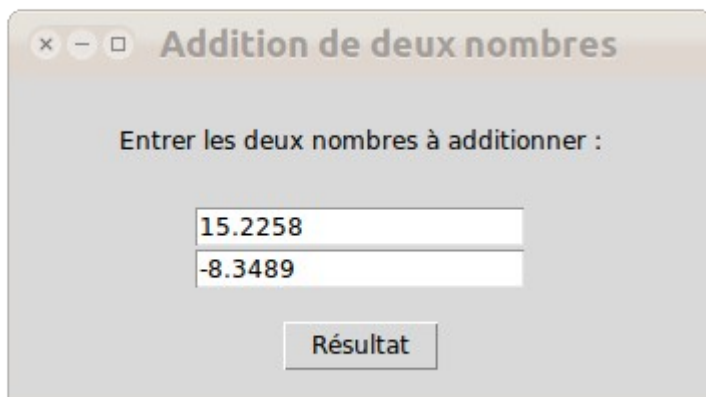 Addition de deux nombres
Entrer les deux nombres à additionner :
15.2258
-8.3489
Résultat